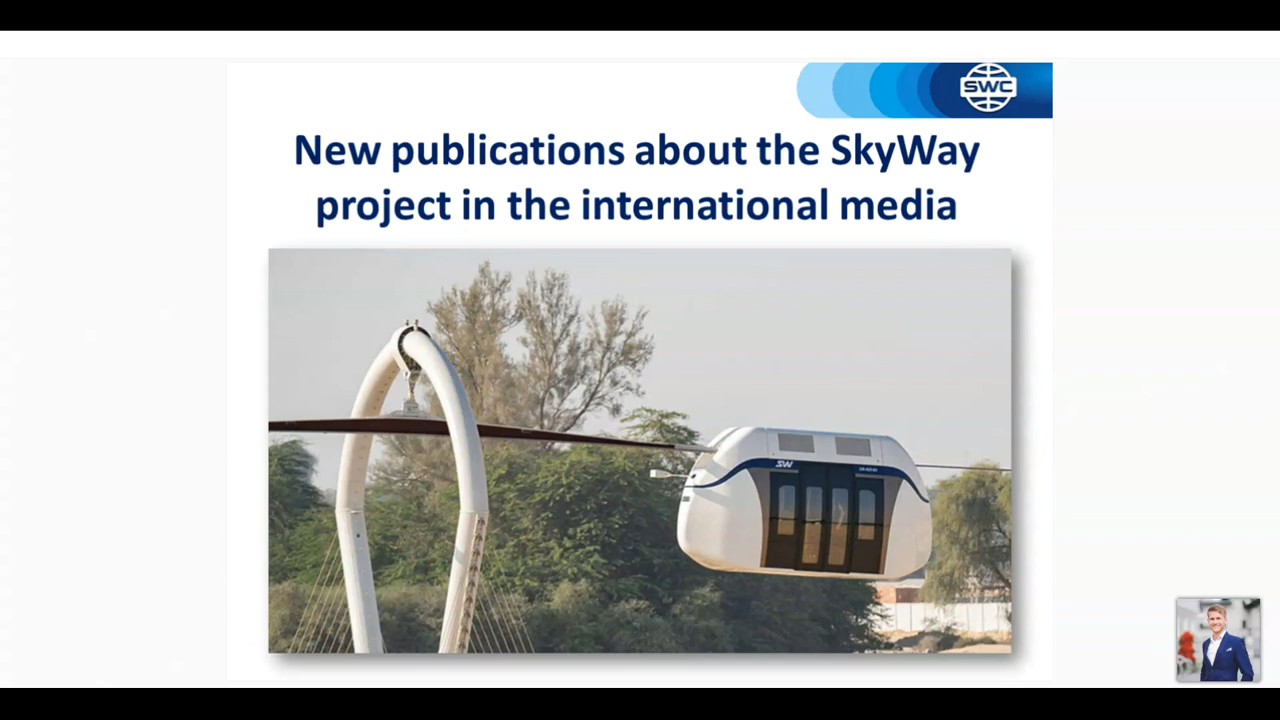 SWC
New publications about the SkyWay
project in the international media
SW